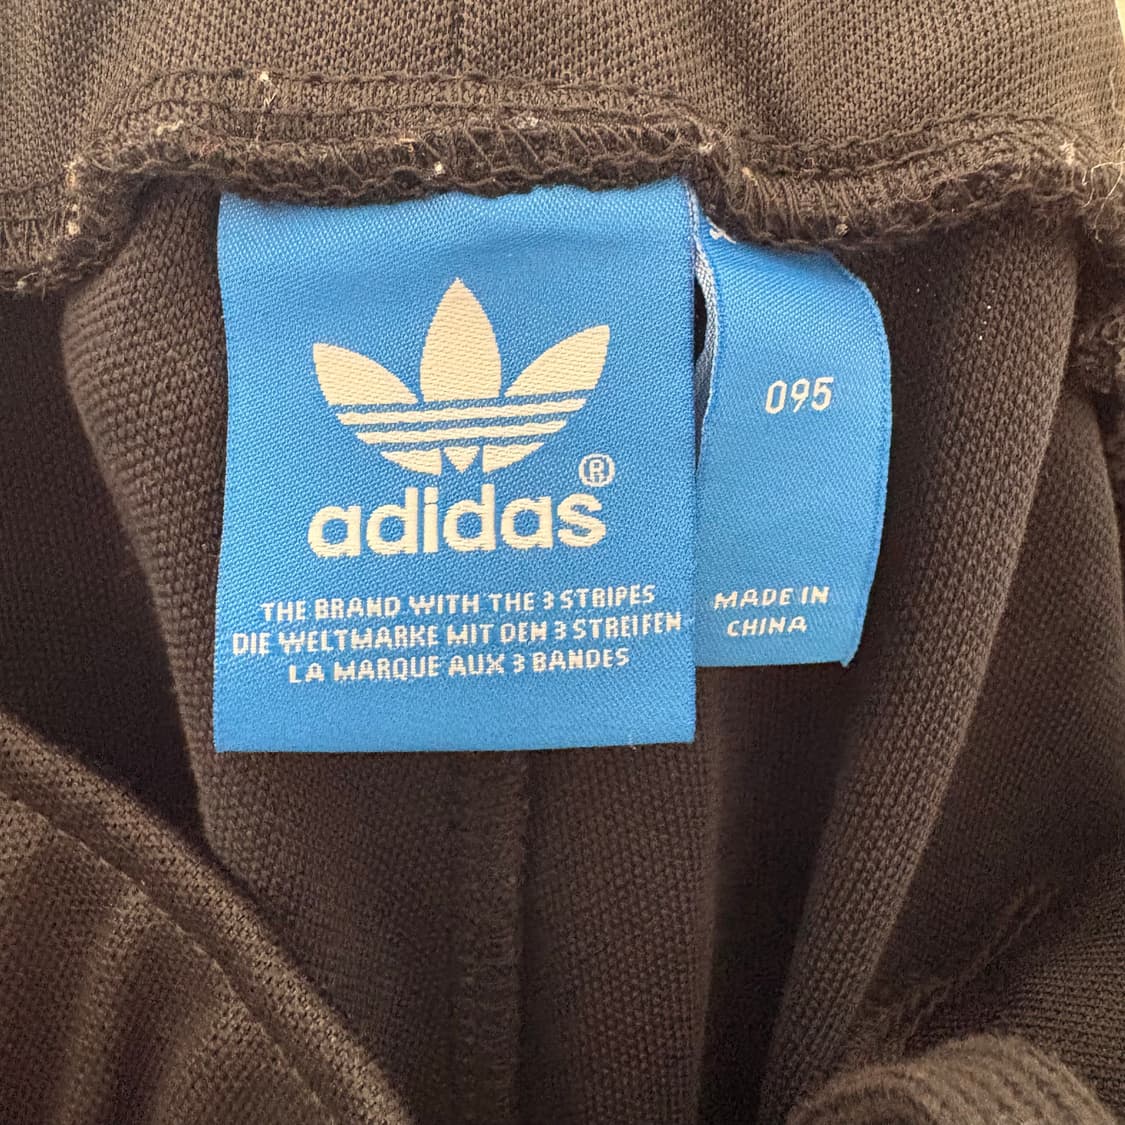 adidas®
THE BRAND WITH THE 3 STRIPES
DIE WELTMARKE MIT DEN 3 STREIFEN
LA MARQUE AUX 3 BANDES
095
MADE IN
CHINA